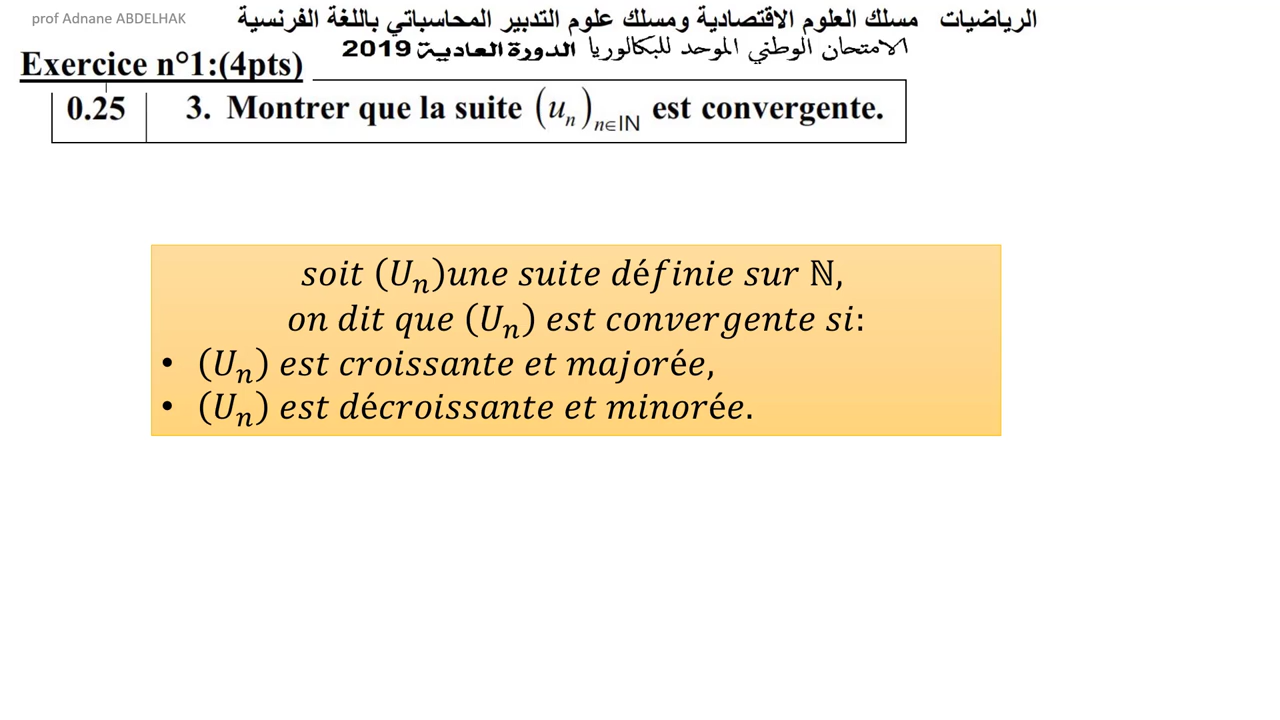 prof Adnane ABDELHAK
الرياضيات مسلك العلوم الاقتصادية ومسلك علوم التدبير المحاسباتي باللغة الفرنسية
الامتحان الوطني الموحد للبكالوريا الدورة العادية 2019
Exercice n°1:(4pts)
0.25 3. Montrer que la suite (uₙ)ₙ∈ℕ est convergente.
soit (Uₙ)une suite définie sur ℕ,
on dit que (Uₙ) est convergente si:
• (Uₙ) est croissante et majorée,
• (Uₙ) est décroissante et minorée.